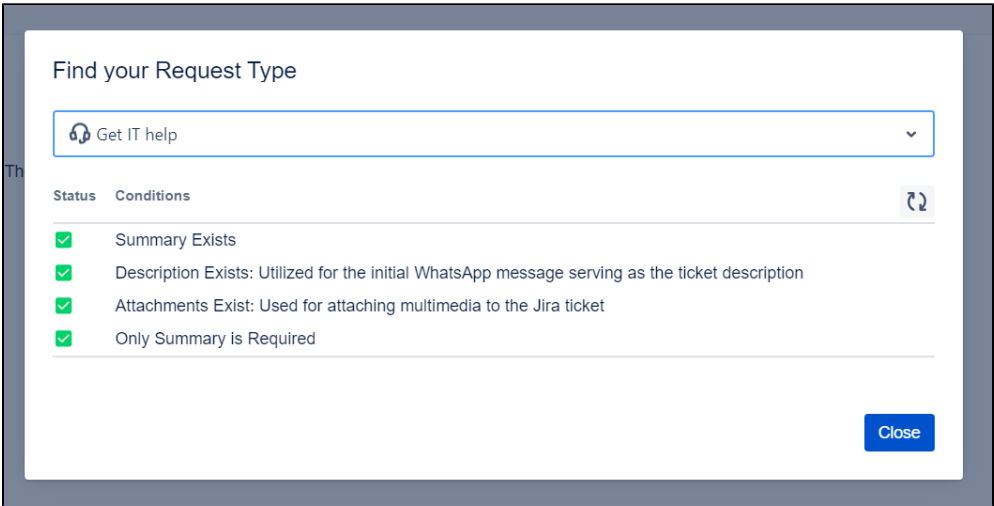 Find your Request Type
Get IT help
Th
Status Conditions
Summary Exists
Description Exists: Utilized for the initial WhatsApp message serving as the ticket description
Attachments Exist: Used for attaching multimedia to the Jira ticket
Only Summary is Required
Close